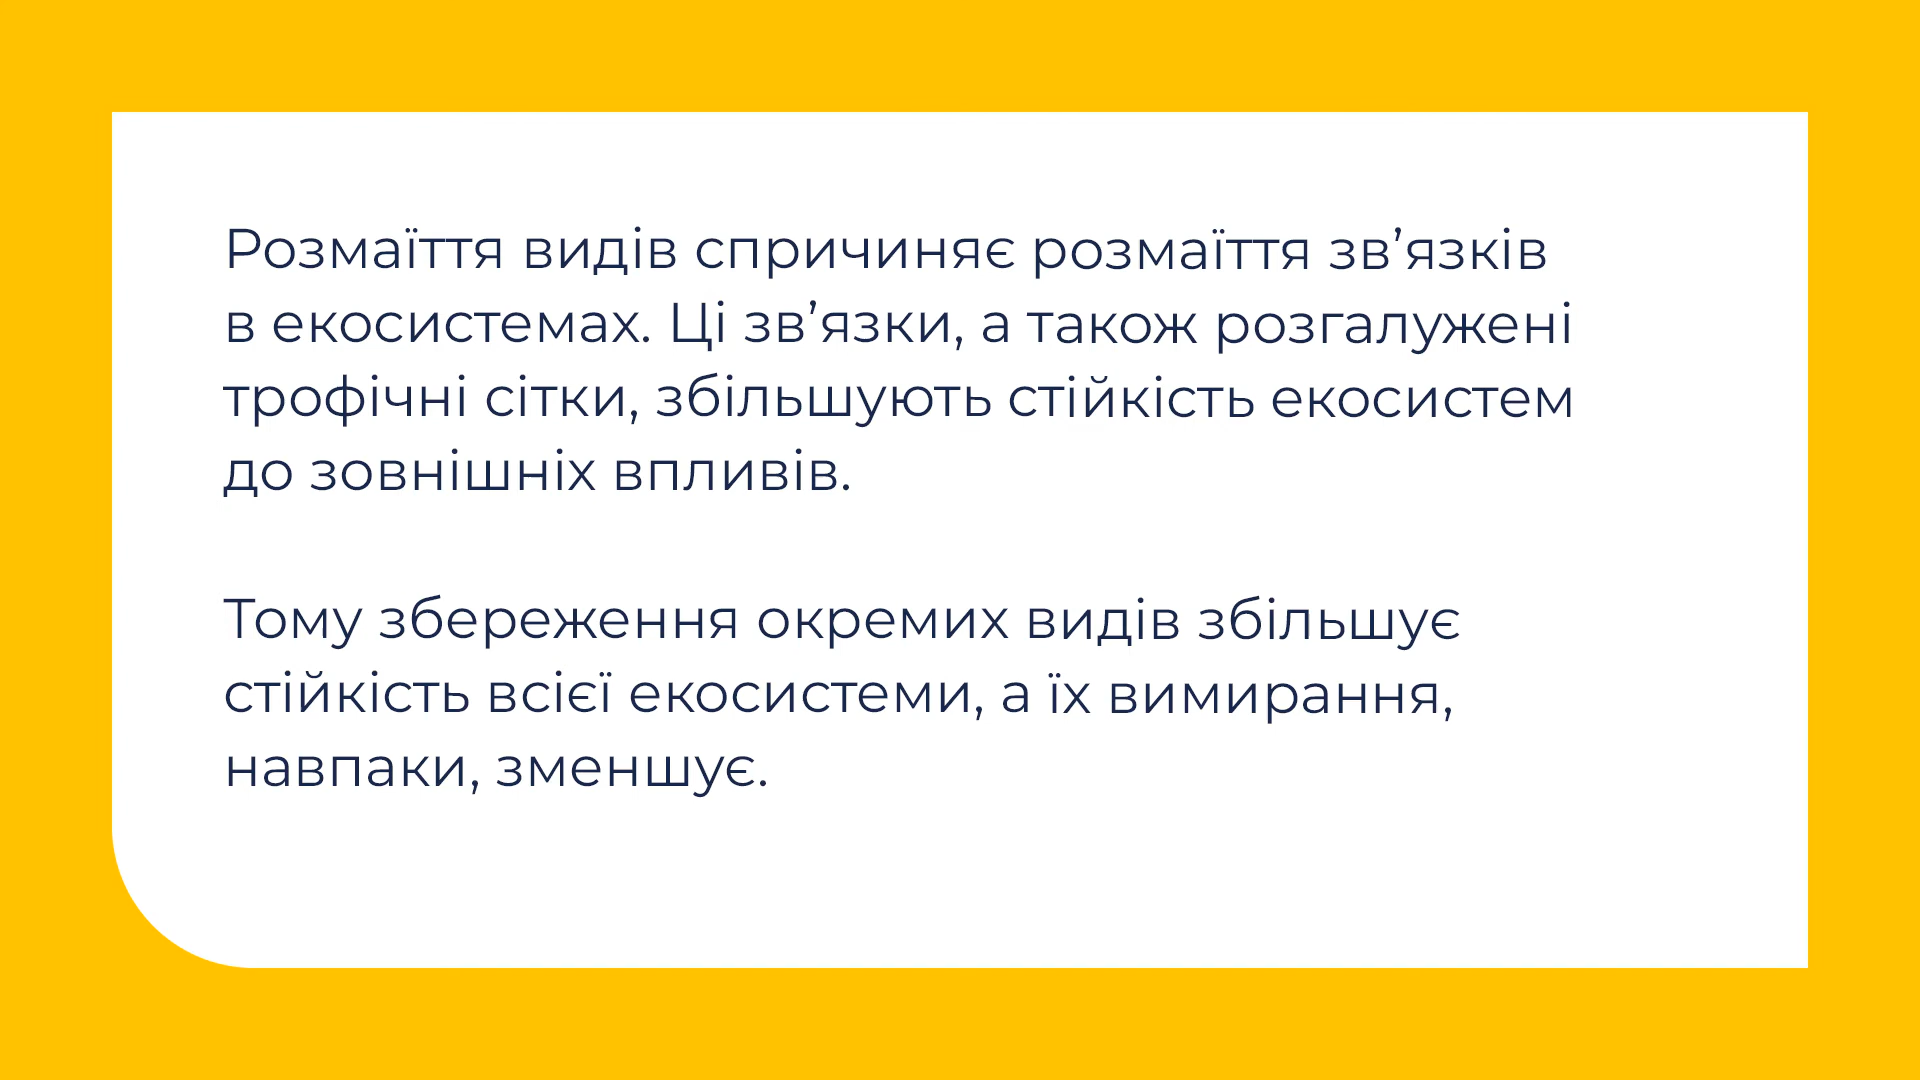 Розмаїття видів спричиняє розмаїття зв’язків
в екосистемах. Ці зв’язки, а також розгалужені
трофічні сітки, збільшують стійкість екосистем
до зовнішніх впливів.
Тому збереження окремих видів збільшує
стійкість всієї екосистеми, а їх вимирання,
навпаки, зменшує.